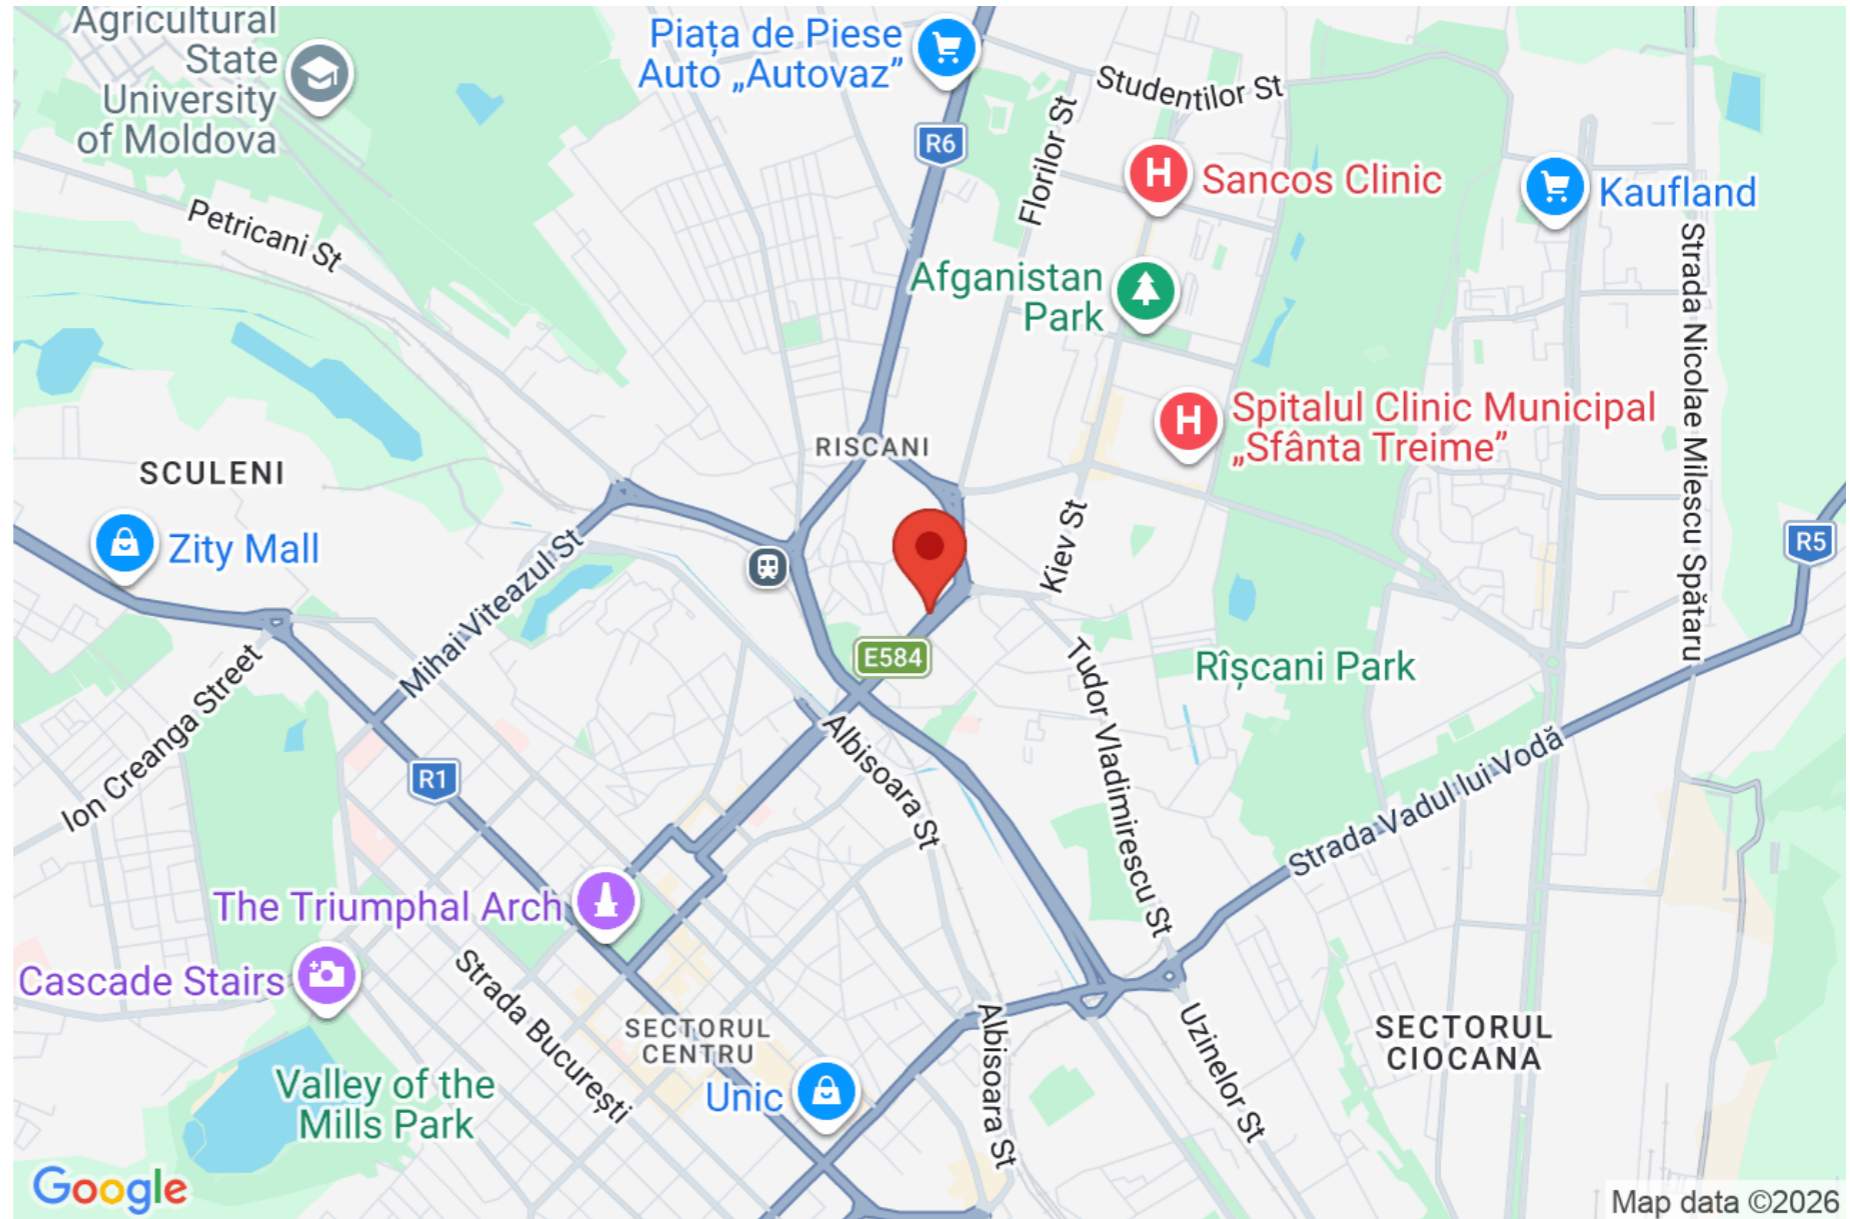 Agricultural
State
University
of Moldova
Piața de Piese
Auto „Autovaz”
R6
Studentilor St
Florilor St
Sancos Clinic
Kaufland
Petricani St
Afganistan
Park
Strada Nicolae Milescu Spătaru
Spitalul Clinic Municipal
„Sfânta Treime”
RISCANI
SCULENI
Zity Mall
Mihai Viteazul St
Kiev St
R5
E584
Rîșcani Park
Ion Creanga Street
Tudor Vladimirescu St
R1
Albisoara St
Strada Vadul lui Vodă
The Triumphal Arch
Cascade Stairs
Strada București
SECTORUL
CENTRU
Albisoara St
Uzinelor St
SECTORUL
CIOCANA
Valley of the
Mills Park
Unic
Google
Map data ©2026